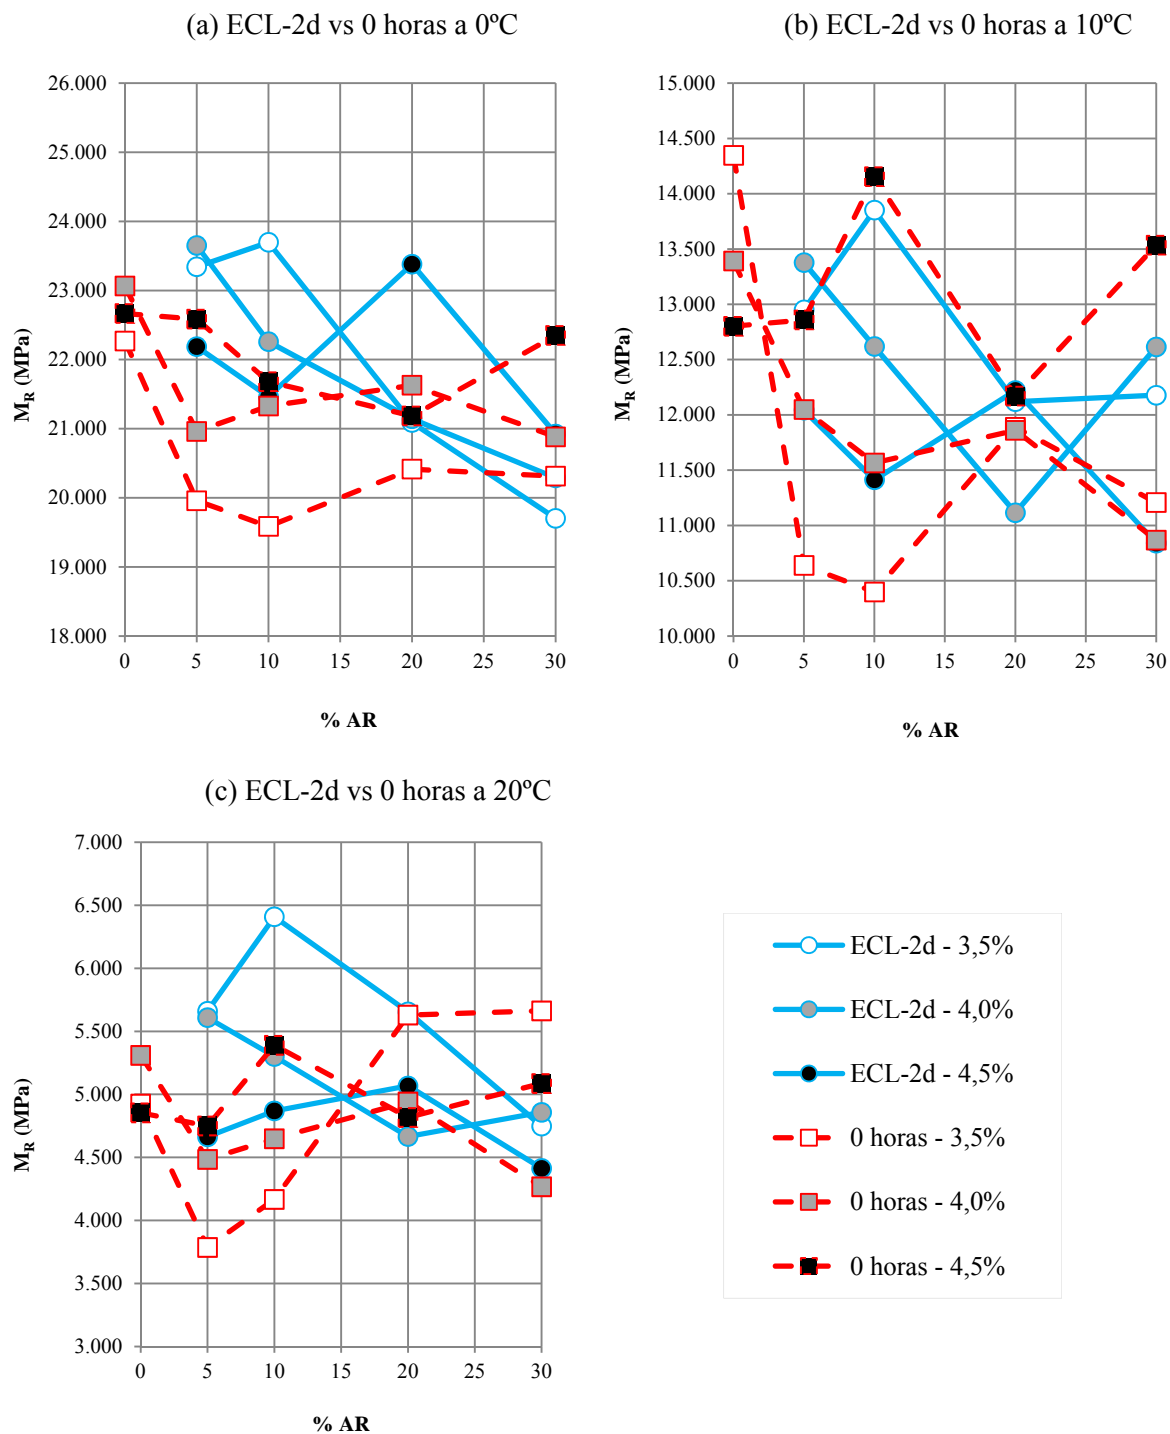 (a) ECL-2d vs 0 horas a 0ºC
26.000
25.000
24.000
23.000
22.000
21.000
20.000
19.000
18.000
M_R (MPa)
0 5 10 15 20 25 30
% AR
(b) ECL-2d vs 0 horas a 10ºC
15.000
14.500
14.000
13.500
13.000
12.500
12.000
11.500
11.000
10.500
10.000
M_R (MPa)
0 5 10 15 20 25 30
% AR
(c) ECL-2d vs 0 horas a 20ºC
7.000
6.500
6.000
5.500
5.000
4.500
4.000
3.500
3.000
M_R (MPa)
0 5 10 15 20 25 30
% AR
ECL-2d - 3,5%
ECL-2d - 4,0%
ECL-2d - 4,5%
0 horas - 3,5%
0 horas - 4,0%
0 horas - 4,5%